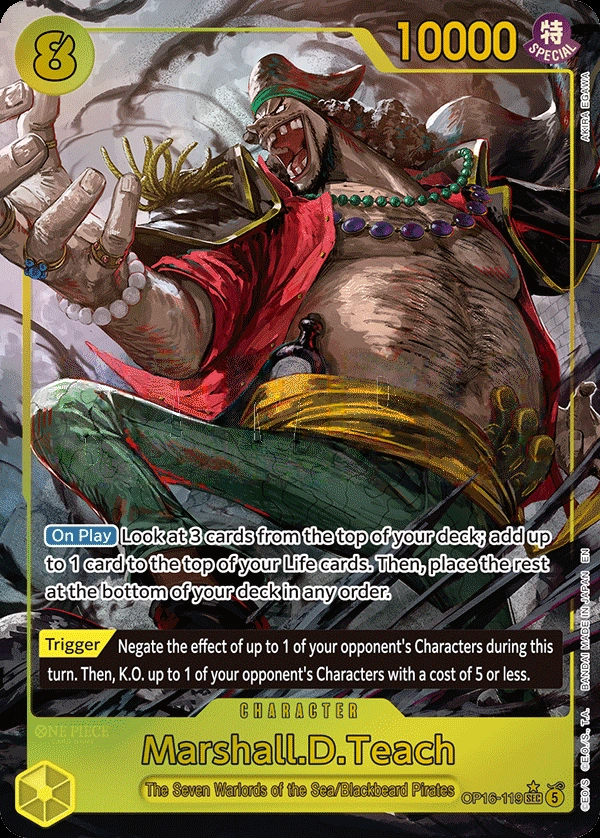 8
10000
特
SPECIAL
AKIRA EGAWA
On Play Look at 3 cards from the top of your deck; add up
to 1 card to the top of your Life cards. Then, place the rest
at the bottom of your deck in any order.
Trigger Negate the effect of up to 1 of your opponent's Characters during this
turn. Then, K.O. up to 1 of your opponent's Characters with a cost of 5 or less.
©E.O./S, T.A. BANDAI MADE IN JAPAN EN
ONE PIECE
CARD GAME
CHARACTER
Marshall.D.Teach
The Seven Warlords of the Sea/Blackbeard Pirates
OP16-119 SEC 5